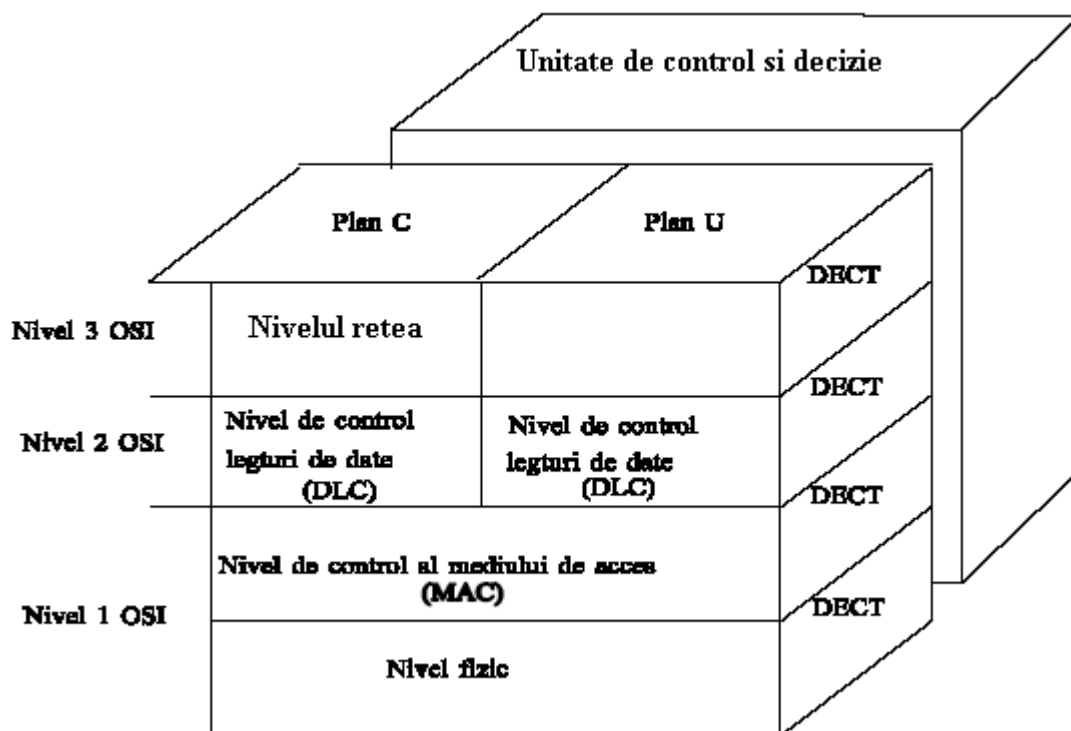 Unitate de control si decizie
Plan C
Plan U
DECT
Nivel 3 OSI
Nivelul retea
DECT
Nivel 2 OSI
Nivel de control
legturi de date
(DLC)
Nivel de control
legturi de date
(DLC)
DECT
Nivel de control al mediului de acces
(MAC)
Nivel 1 OSI
DECT
Nivel fizic